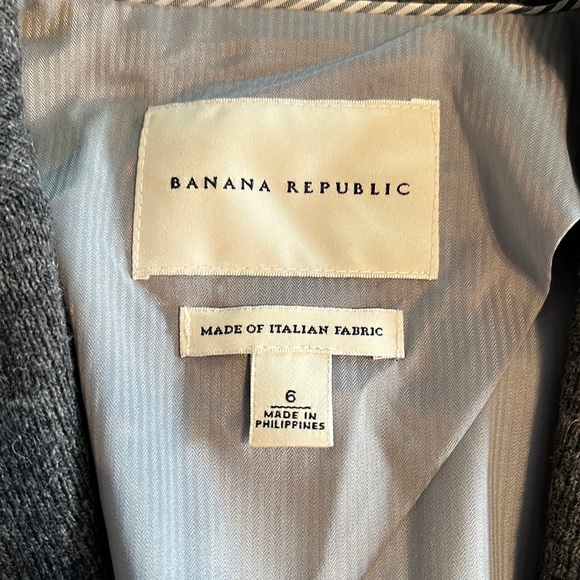 BANANA REPUBLIC
MADE OF ITALIAN FABRIC
6
MADE IN
PHILIPPINES